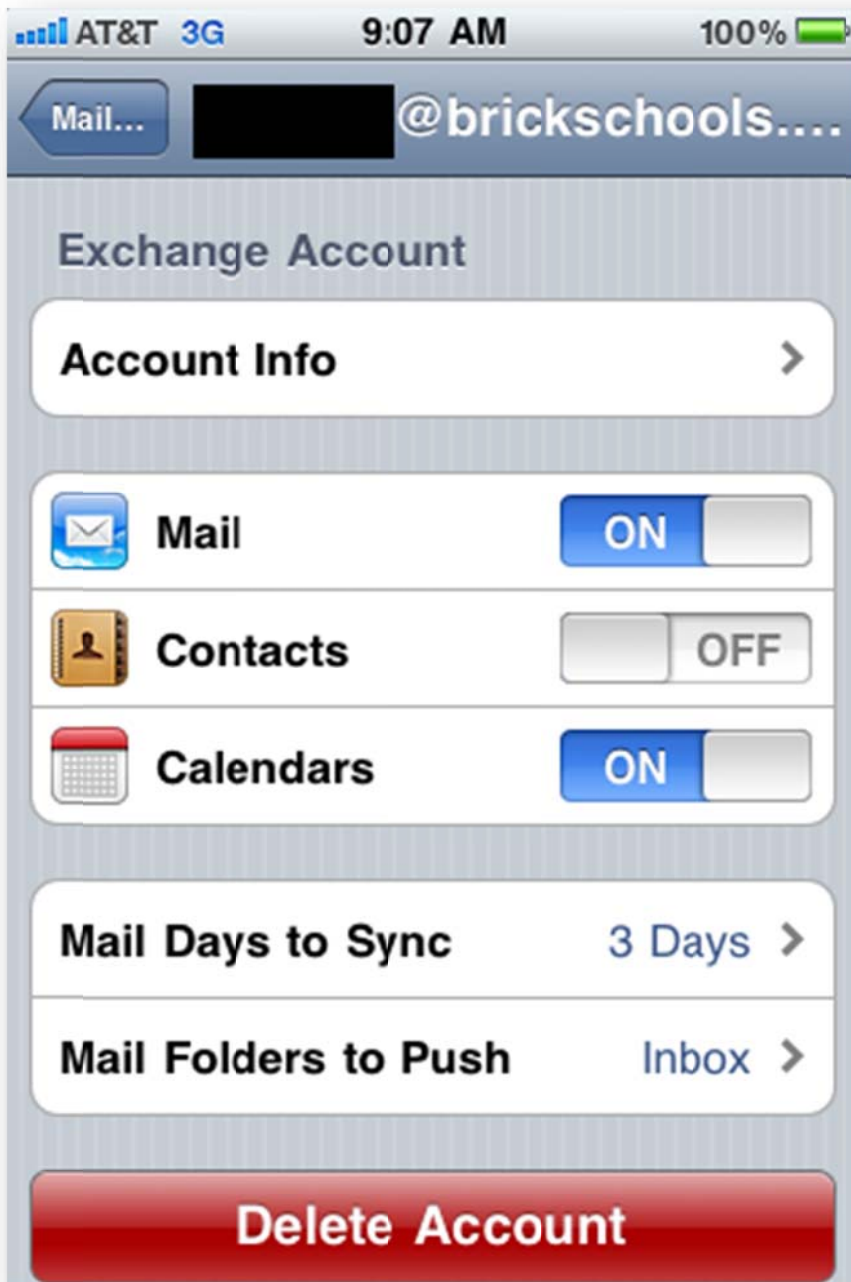 AT&T 3G 9:07 AM 100%
Mail... @brickschools....
Exchange Account
Account Info
Mail ON
Contacts OFF
Calendars ON
Mail Days to Sync 3 Days
Mail Folders to Push Inbox
Delete Account